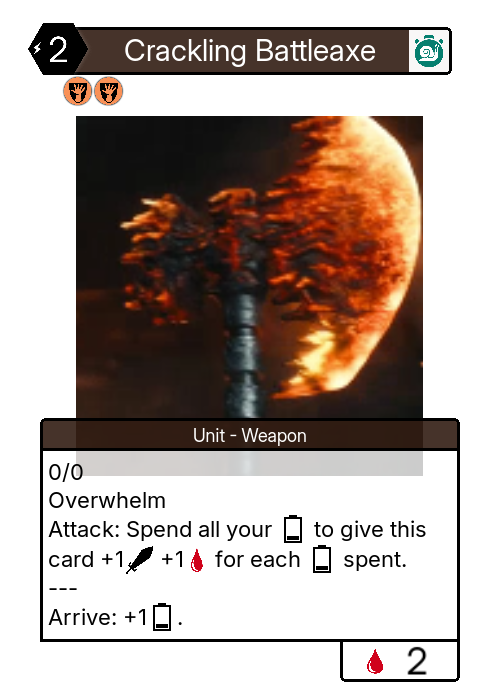 2
Crackling Battleaxe
Unit - Weapon
0/0
Overwhelm
Attack: Spend all your to give this
card +1 +1 for each spent.
---
Arrive: +1 .
2